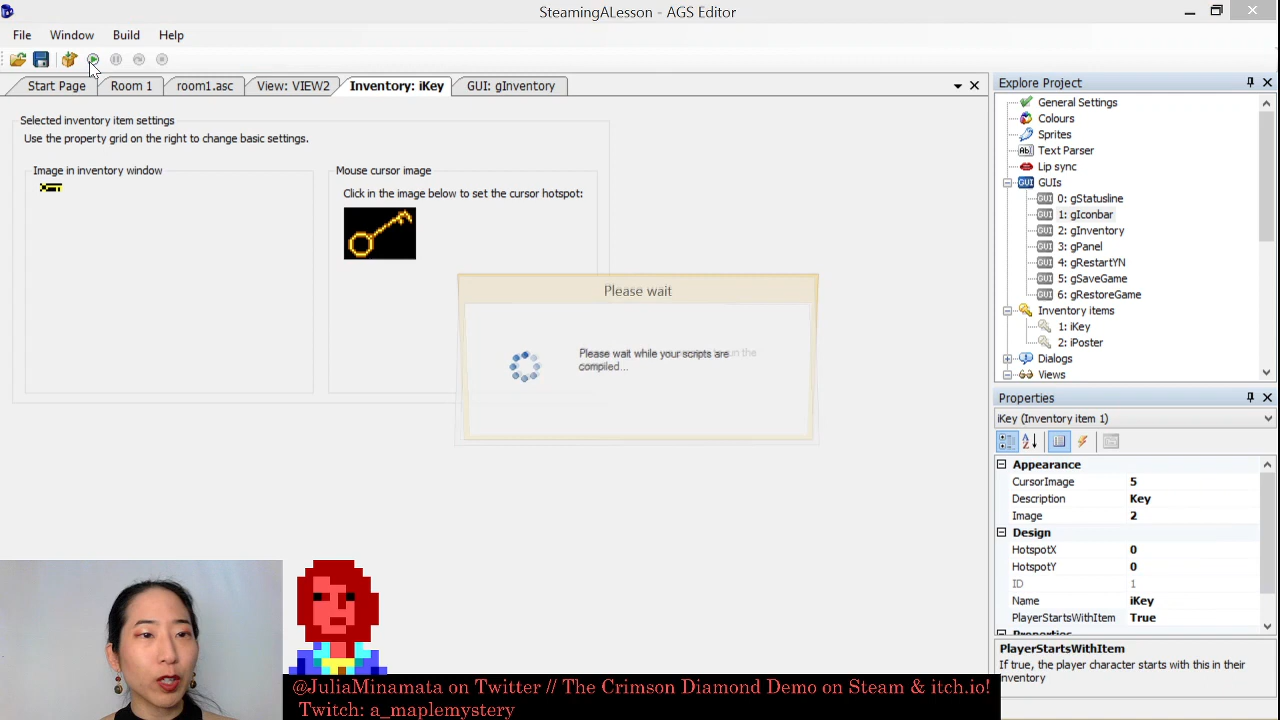 SteamingALesson - AGS Editor
File Window Build Help
Start Page Room 1 room1.asc View: VIEW2 Inventory: iKey GUI: gInventory
Selected inventory item settings
Use the property grid on the right to change basic settings.
Image in inventory window
Mouse cursor image
Click in the image below to set the cursor hotspot:
Please wait
Please wait while your scripts are
compiled...
Explore Project
General Settings
Colours
Sprites
Text Parser
Lip sync
GUIs
0: gStatusline
1: gIconbar
2: gInventory
3: gPanel
4: gRestartYN
5: gSaveGame
6: gRestoreGame
Inventory items
1: iKey
2: iPoster
Dialogs
Views
Properties
iKey (Inventory item 1)
Appearance
CursorImage 5
Description Key
Image 2
Design
HotspotX 0
HotspotY 0
ID 1
Name iKey
PlayerStartsWithItem True
Properties
PlayerStartsWithItem
If true, the player character starts with this in their
inventory
@JuliaMinamata on Twitter // The Crimson Diamond Demo on Steam & itch.io!
Twitch: a_maplemystery